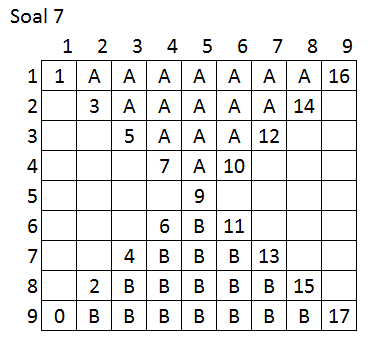 Soal 7
1 2 3 4 5 6 7 8 9
1 1 A A A A A A A 16
2 3 A A A A A 14
3 5 A A A 12
4 7 A 10
5 9
6 6 B 11
7 4 B B B 13
8 2 B B B B B 15
9 0 B B B B B B B 17